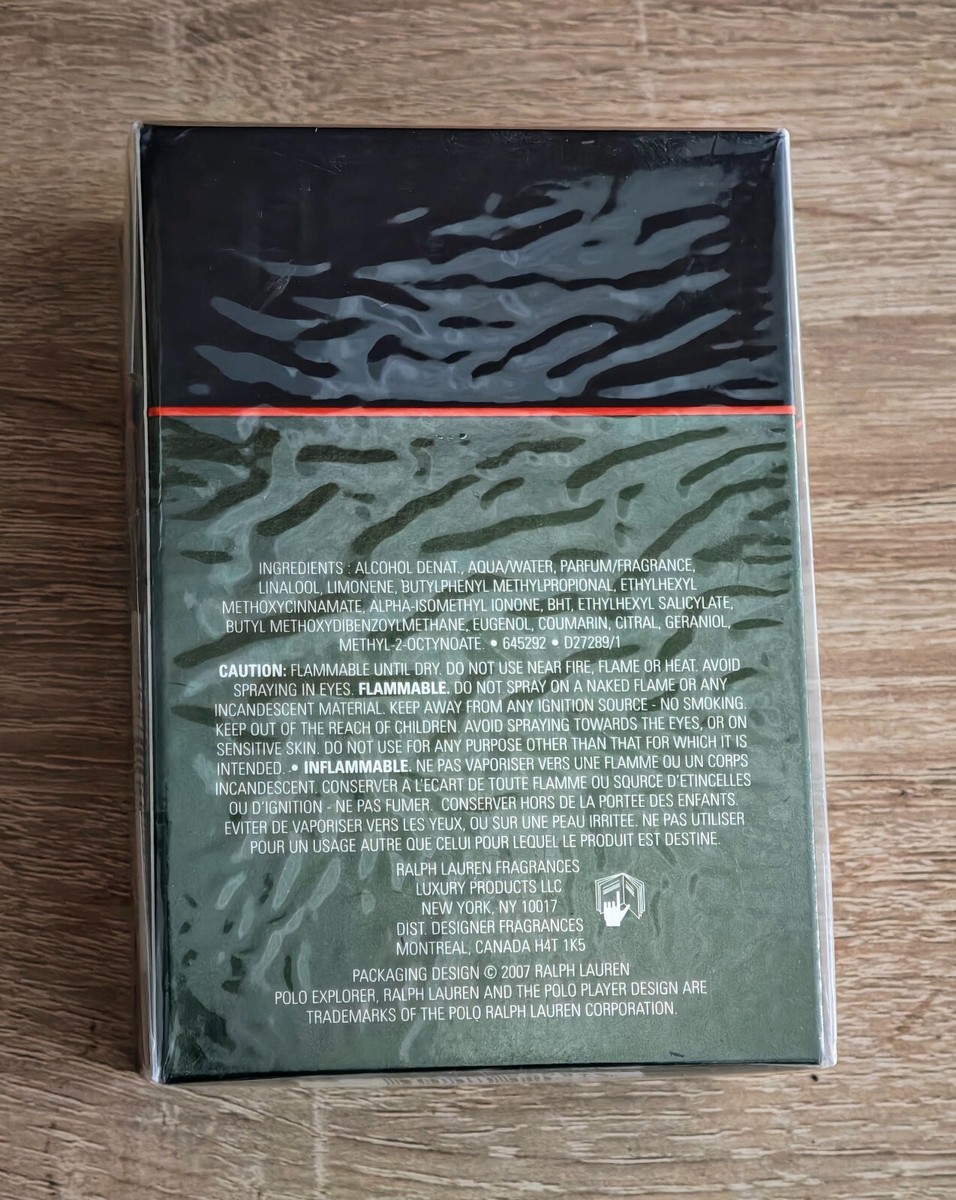 INGREDIENTS : ALCOHOL DENAT., AQUA/WATER, PARFUM/FRAGRANCE,
LINALOOL, LIMONENE, BUTYLPHENYL METHYLPROPIONAL, ETHYLHEXYL
METHOXYCINNAMATE, ALPHA-ISOMETHYL IONONE, BHT, ETHYLHEXYL SALICYLATE,
BUTYL METHOXYDIBENZOYLMETHANE, EUGENOL, COUMARIN, CITRAL, GERANIOL,
METHYL-2-OCTYNOATE. • 645292 • D27289/1
CAUTION: FLAMMABLE UNTIL DRY. DO NOT USE NEAR FIRE, FLAME OR HEAT. AVOID
SPRAYING IN EYES. FLAMMABLE. DO NOT SPRAY ON A NAKED FLAME OR ANY
INCANDESCENT MATERIAL. KEEP AWAY FROM ANY IGNITION SOURCE - NO SMOKING.
KEEP OUT OF THE REACH OF CHILDREN. AVOID SPRAYING TOWARDS THE EYES, OR ON
SENSITIVE SKIN. DO NOT USE FOR ANY PURPOSE OTHER THAN THAT FOR WHICH IT IS
INTENDED. • INFLAMMABLE. NE PAS VAPORISER VERS UNE FLAMME OU UN CORPS
INCANDESCENT. CONSERVER A L'ECART DE TOUTE FLAMME OU SOURCE D'ETINCELLES
OU D'IGNITION - NE PAS FUMER. CONSERVER HORS DE LA PORTEE DES ENFANTS.
EVITER DE VAPORISER VERS LES YEUX, OU SUR UNE PEAU IRRITEE. NE PAS UTILISER
POUR UN USAGE AUTRE QUE CELUI POUR LEQUEL LE PRODUIT EST DESTINE.
RALPH LAUREN FRAGRANCES
LUXURY PRODUCTS LLC
NEW YORK, NY 10017
DIST. DESIGNER FRAGRANCES
MONTREAL, CANADA H4T 1K5
PACKAGING DESIGN © 2007 RALPH LAUREN
POLO EXPLORER, RALPH LAUREN AND THE POLO PLAYER DESIGN ARE
TRADEMARKS OF THE POLO RALPH LAUREN CORPORATION.